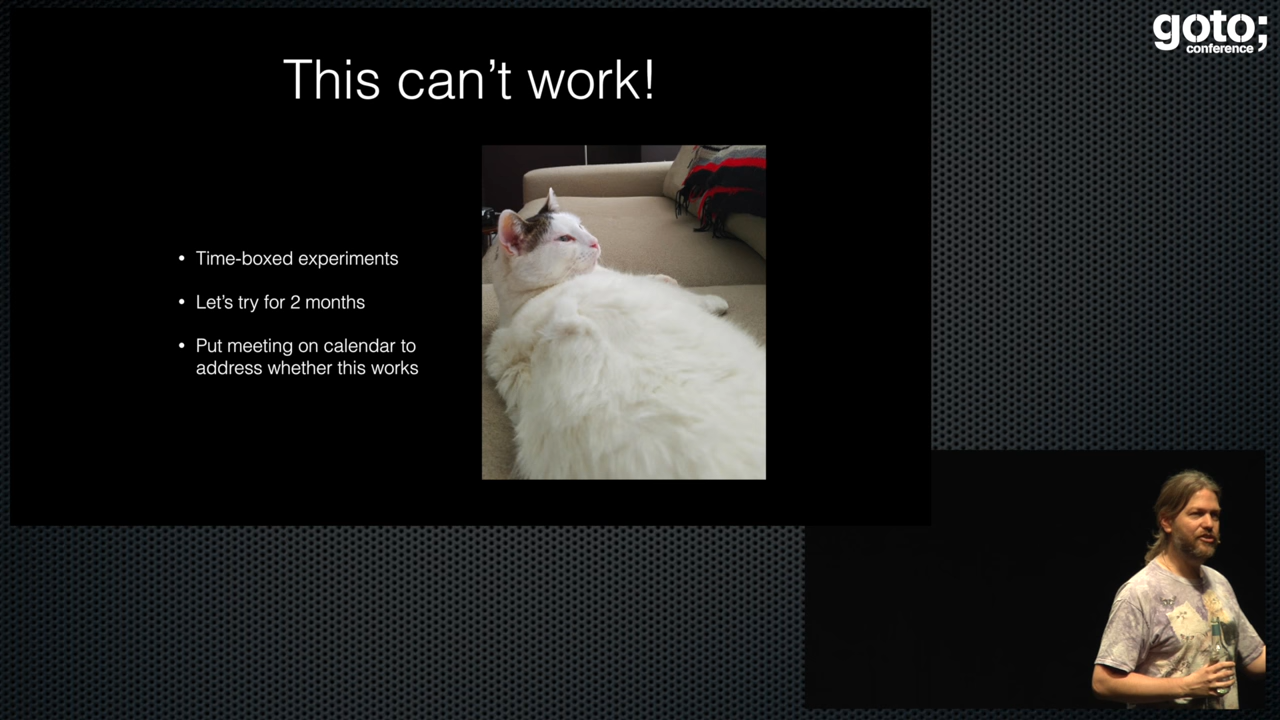 goto;
conference
This can't work!
• Time-boxed experiments
• Let's try for 2 months
• Put meeting on calendar to
address whether this works